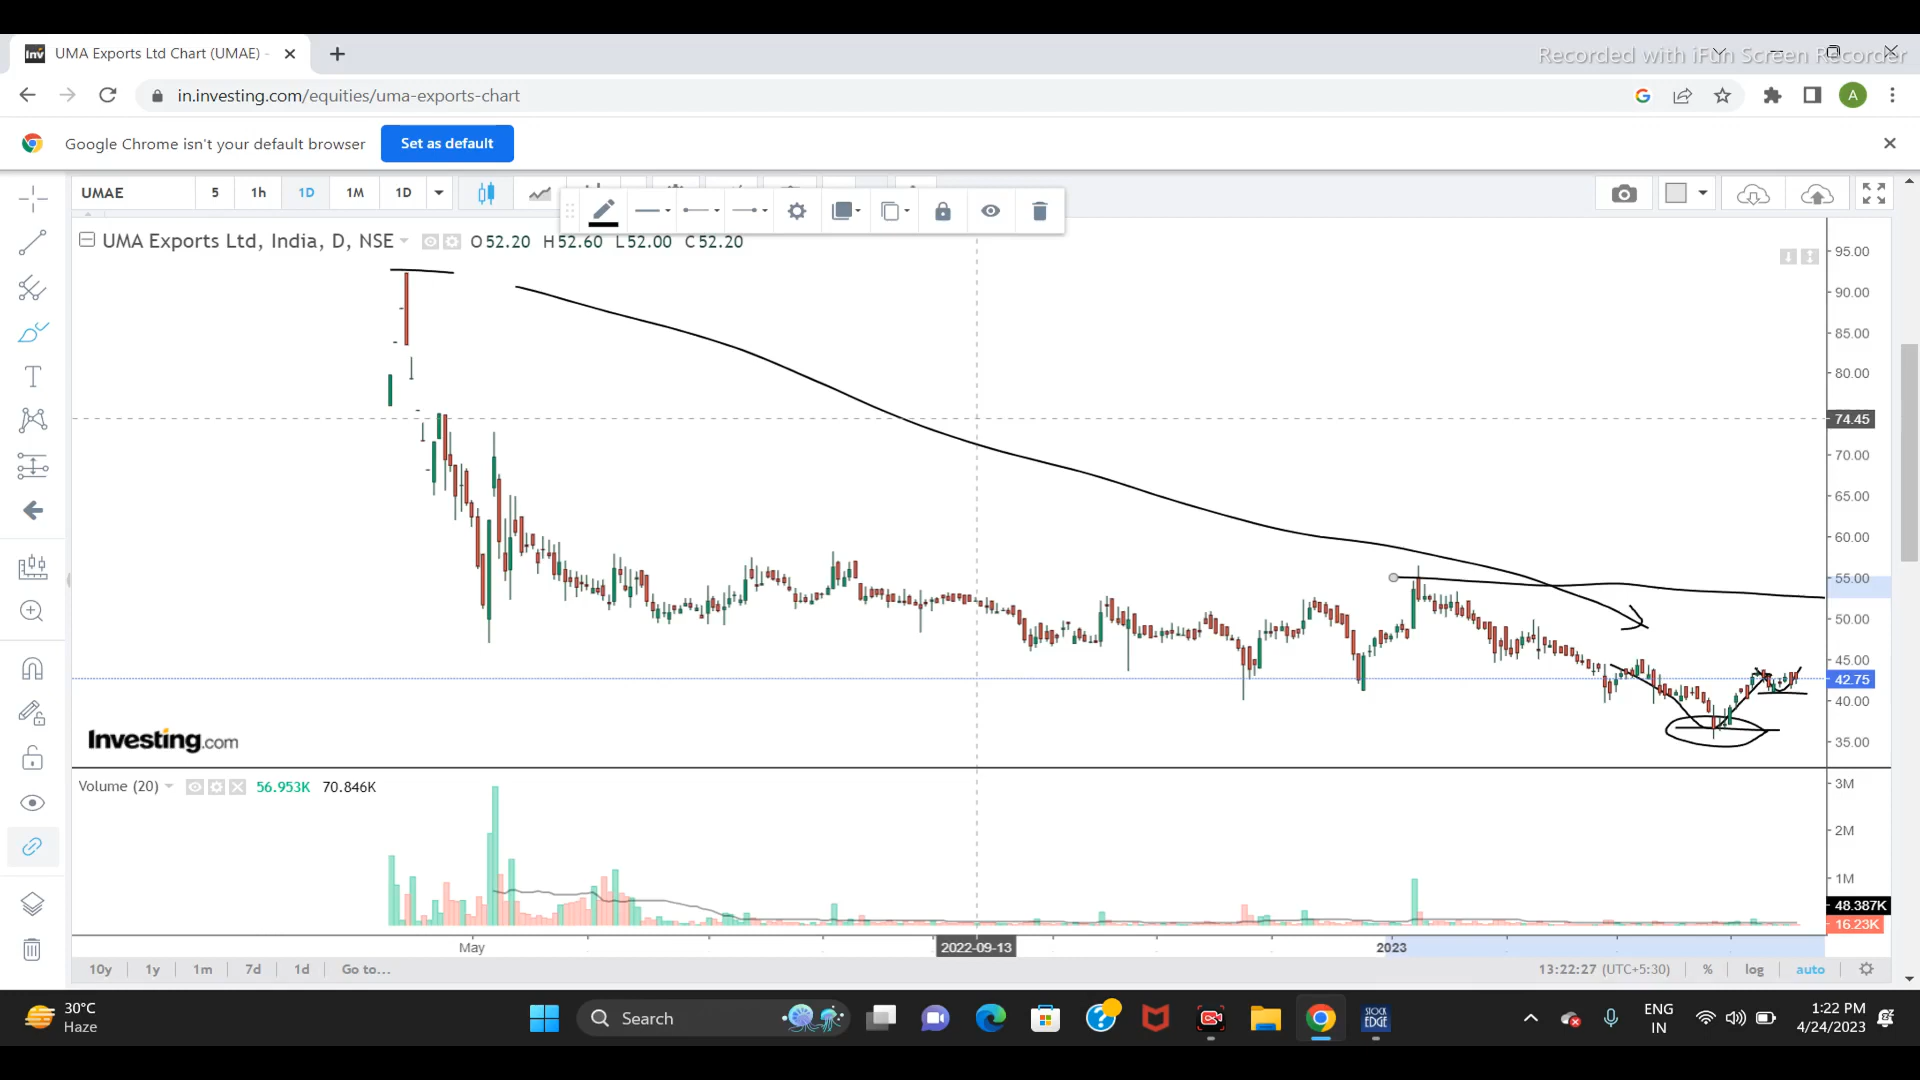 UMA Exports Ltd Chart (UMAE) -
Recorded with iFun Screen Recorder
in.investing.com/equities/uma-exports-chart
A
Google Chrome isn't your default browser
Set as default
UMAE 5 1h 1D 1M 1D
UMA Exports Ltd, India, D, NSE O52.20 H52.60 L52.00 C52.20
95.00
90.00
85.00
80.00
74.45
70.00
65.00
60.00
55.00
50.00
45.00
42.75
40.00
35.00
Investing.com
Volume (20) 56.953K 70.846K
3M
2M
1M
48.387K
16.23K
May 2022-09-13 2023
10y 1y 1m 7d 1d Go to... 13:22:27 (UTC+5:30) % log auto
30°C
Haze
Search
STOCK
EDGE
ENG
IN
1:22 PM
4/24/2023